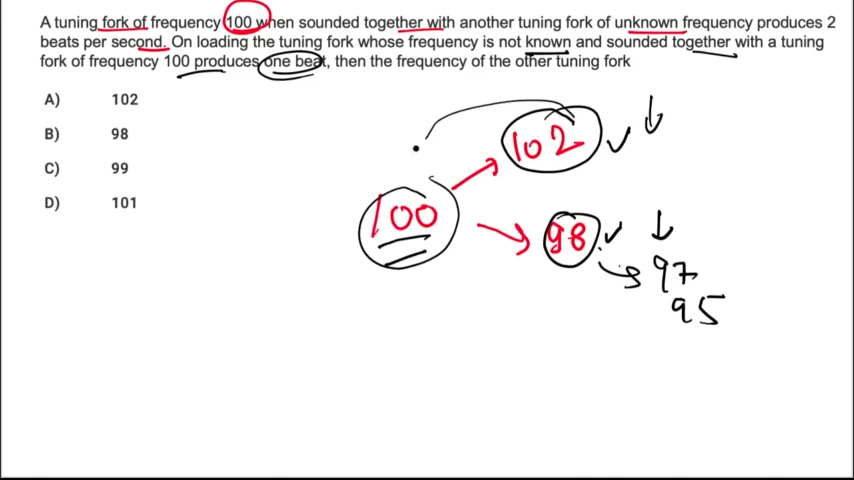 A tuning fork of frequency 100 when sounded together with another tuning fork of unknown frequency produces 2
beats per second. On loading the tuning fork whose frequency is not known and sounded together with a tuning
fork of frequency 100 produces one beat, then the frequency of the other tuning fork
A) 102
B) 98
C) 99
D) 101
102
100
98
97
95